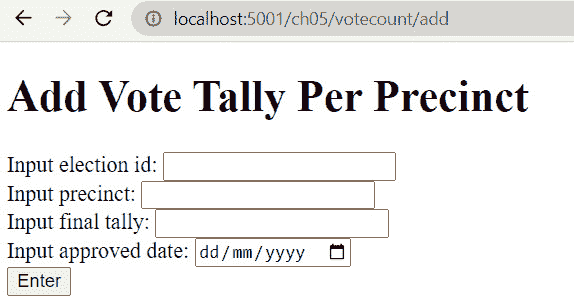 localhost:5001/ch05/votecount/add
Add Vote Tally Per Precinct
Input election id:
Input precinct:
Input final tally:
Input approved date: dd/mm/yyyy
Enter